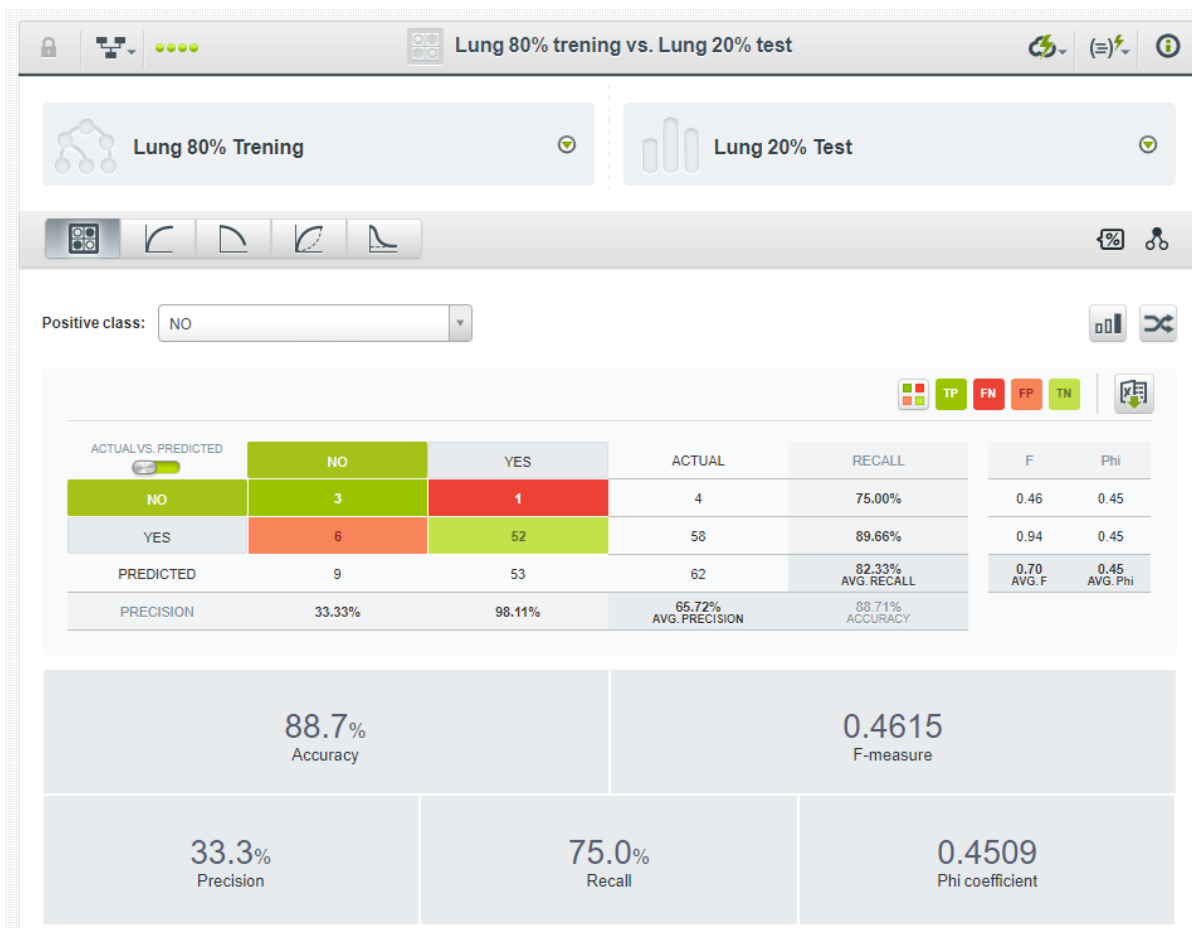 Lung 80% trening vs. Lung 20% test
Lung 80% Trening
Lung 20% Test
Positive class: NO
TP FN FP TN
ACTUAL VS. PREDICTED NO YES ACTUAL RECALL F Phi
NO 3 1 4 75.00% 0.46 0.45
YES 6 52 58 89.66% 0.94 0.45
PREDICTED 9 53 62 82.33% 0.70 0.45
AVG. RECALL AVG. F AVG. Phi
PRECISION 33.33% 98.11% 65.72% 88.71%
AVG. PRECISION ACCURACY
88.7% 0.4615
Accuracy F-measure
33.3% 75.0% 0.4509
Precision Recall Phi coefficient